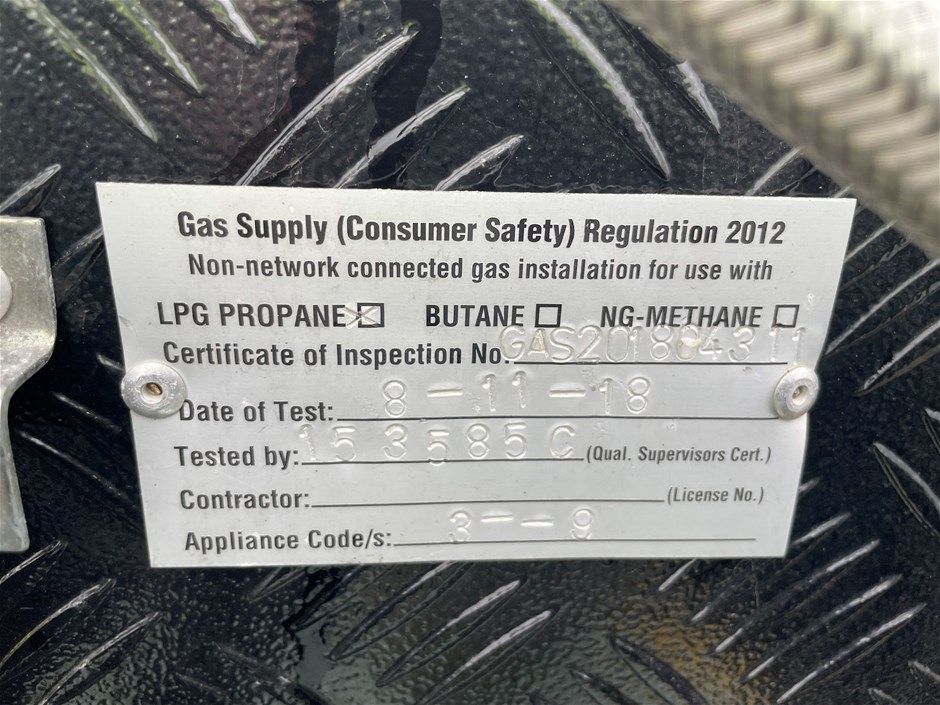 Gas Supply (Consumer Safety) Regulation 2012
Non-network connected gas installation for use with
LPG PROPANE ☒ BUTANE ☐ NG-METHANE ☐
Certificate of Inspection No. GAS201884311
Date of Test: 8-11-18
Tested by: 153585C (Qual. Supervisors Cert.)
Contractor: (License No.)
Appliance Code/s: 3--9